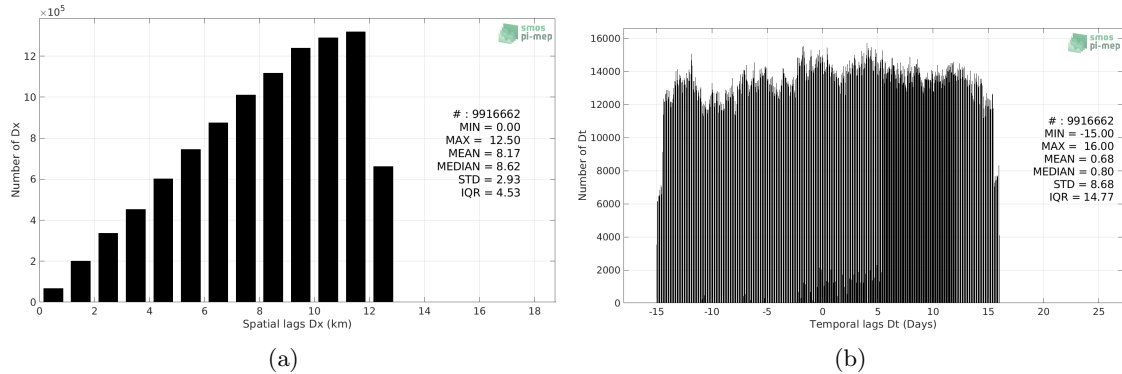 ×10⁵
12
10
8
6
4
2
0
Number of Dx
0 2 4 6 8 10 12 14 16 18
Spatial lags Dx (km)
smos
pi-mep
# : 9916662
MIN = 0.00
MAX = 12.50
MEAN = 8.17
MEDIAN = 8.62
STD = 2.93
IQR = 4.53
(a)
16000
14000
12000
10000
8000
6000
4000
2000
0
Number of Dt
-15 -10 -5 0 5 10 15 20 25
Temporal lags Dt (Days)
smos
pi-mep
# : 9916662
MIN = -15.00
MAX = 16.00
MEAN = 0.68
MEDIAN = 0.80
STD = 8.68
IQR = 14.77
(b)